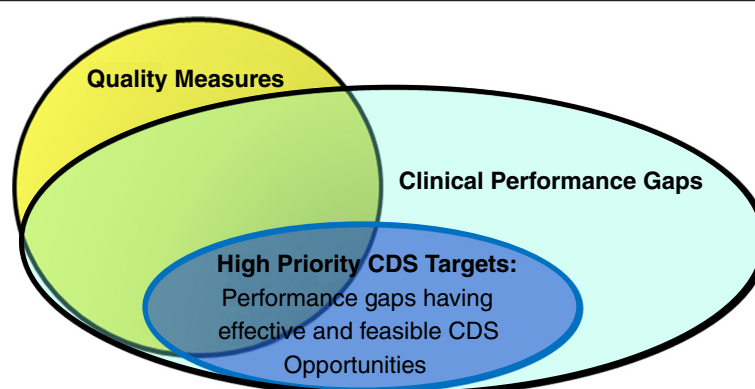 Quality Measures
Clinical Performance Gaps
High Priority CDS Targets:
Performance gaps having
effective and feasible CDS
Opportunities